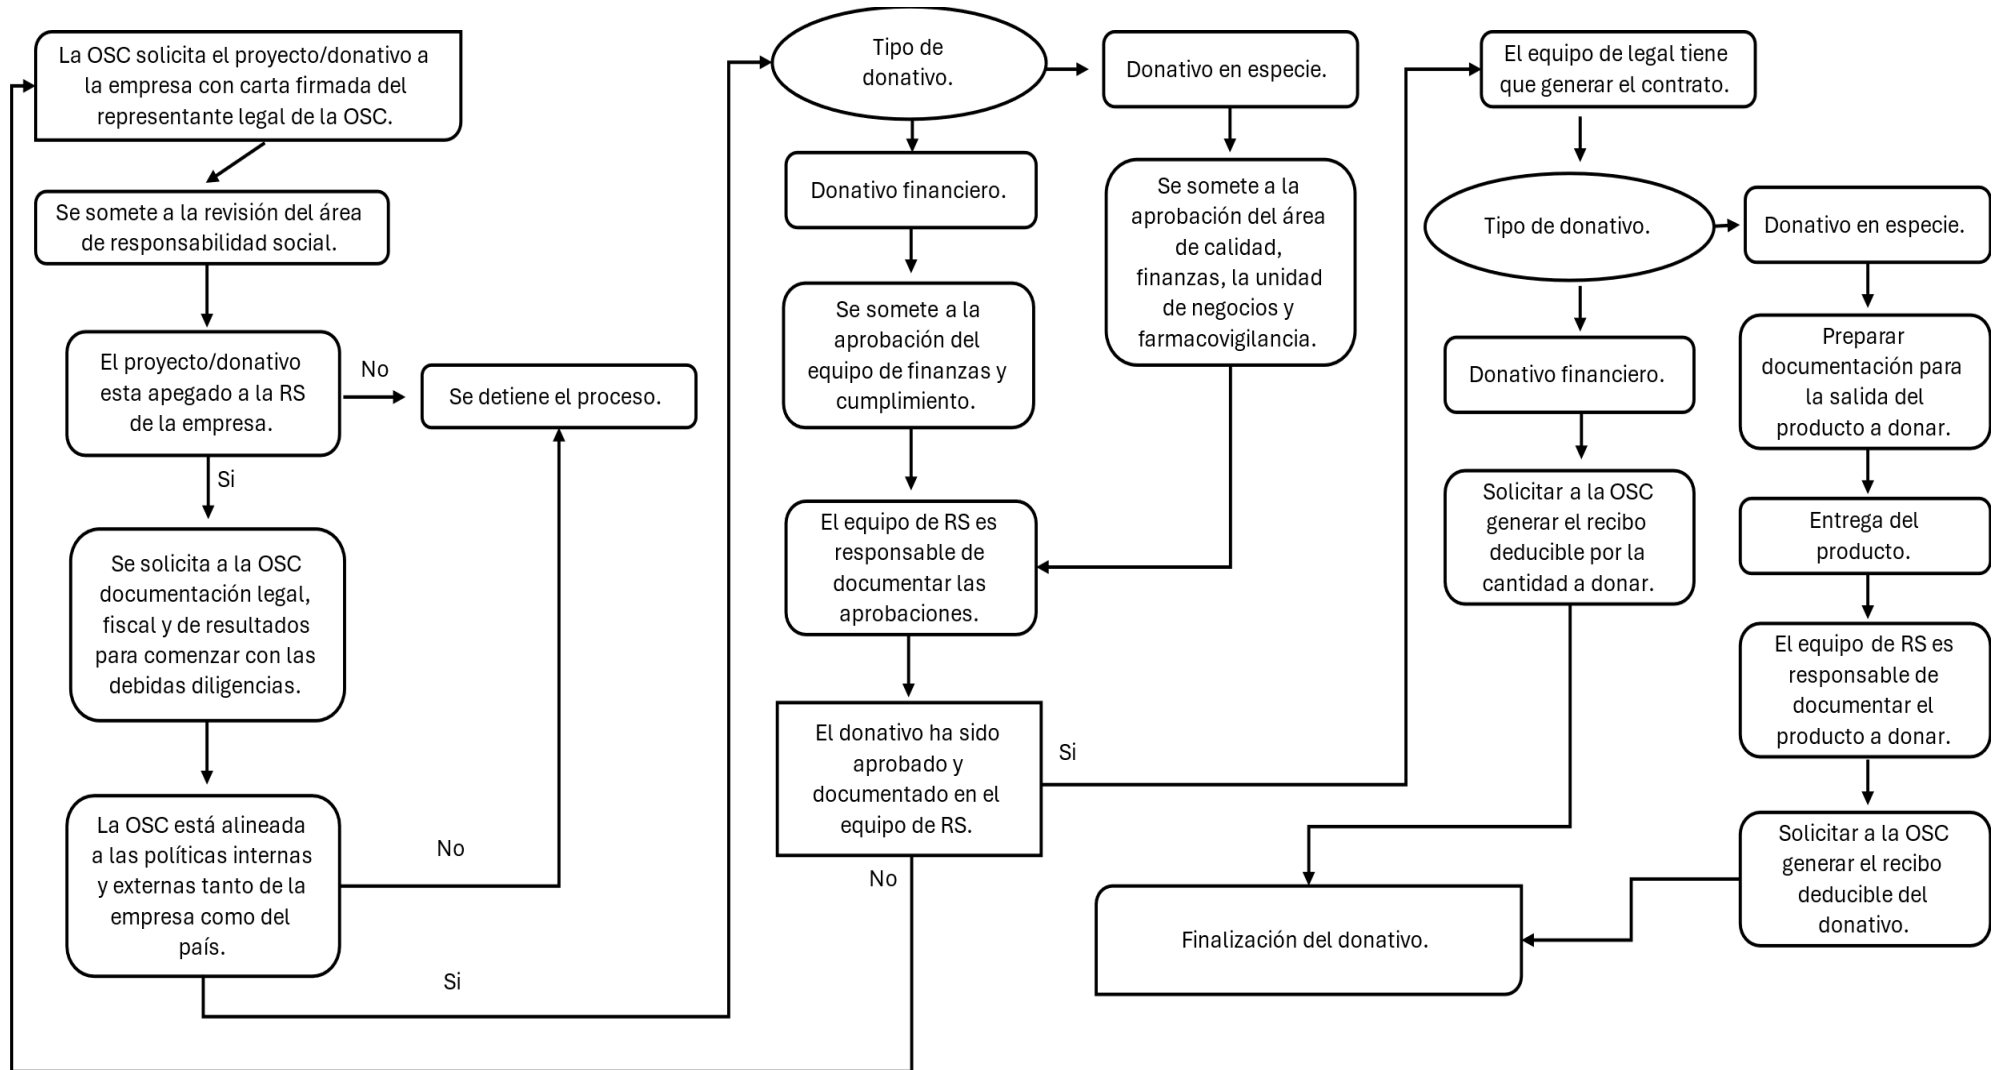 La OSC solicita el proyecto/donativo a
la empresa con carta firmada del
representante legal de la OSC.
Se somete a la revisión del área
de responsabilidad social.
El proyecto/donativo
esta apegado a la RS
de la empresa.
No
Se detiene el proceso.
Si
Se solicita a la OSC
documentación legal,
fiscal y de resultados
para comenzar con las
debidas diligencias.
La OSC está alineada
a las políticas internas
y externas tanto de la
empresa como del
país.
No
Si
Tipo de
donativo.
Donativo en especie.
Donativo financiero.
Se somete a la
aprobación del área
de calidad,
finanzas, la unidad
de negocios y
farmacovigilancia.
Se somete a la
aprobación del
equipo de finanzas y
cumplimiento.
El equipo de RS es
responsable de
documentar las
aprobaciones.
El donativo ha sido
aprobado y
documentado en el
equipo de RS.
Si
No
El equipo de legal tiene
que generar el contrato.
Tipo de donativo.
Donativo en especie.
Donativo financiero.
Solicitar a la OSC
generar el recibo
deducible por la
cantidad a donar.
Preparar
documentación para
la salida del
producto a donar.
Entrega del
producto.
El equipo de RS es
responsable de
documentar el
producto a donar.
Solicitar a la OSC
generar el recibo
deducible del
donativo.
Finalización del donativo.